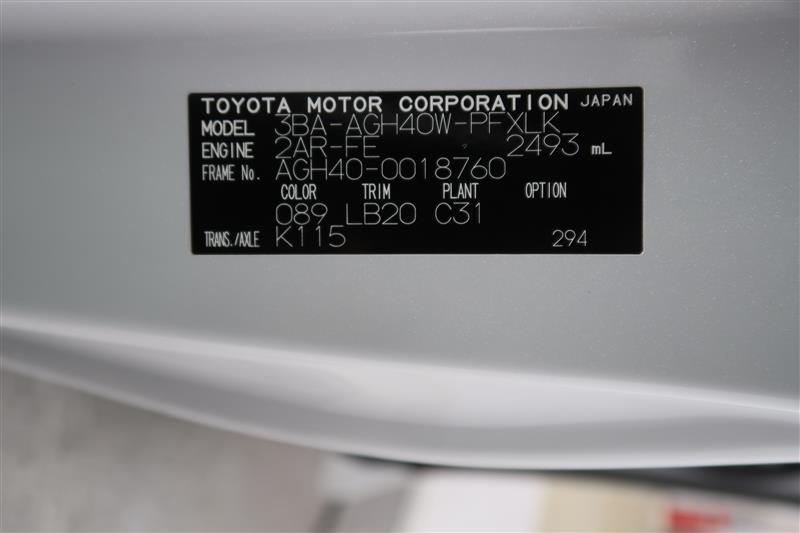 TOYOTA MOTOR CORPORATION JAPAN
MODEL 3BA-AGH40W-PFXLK
ENGINE 2AR-FE 2493 mL
FRAME No. AGH40-0018760
COLOR TRIM PLANT OPTION
089 LB20 C31
TRANS./AXLE K115 294